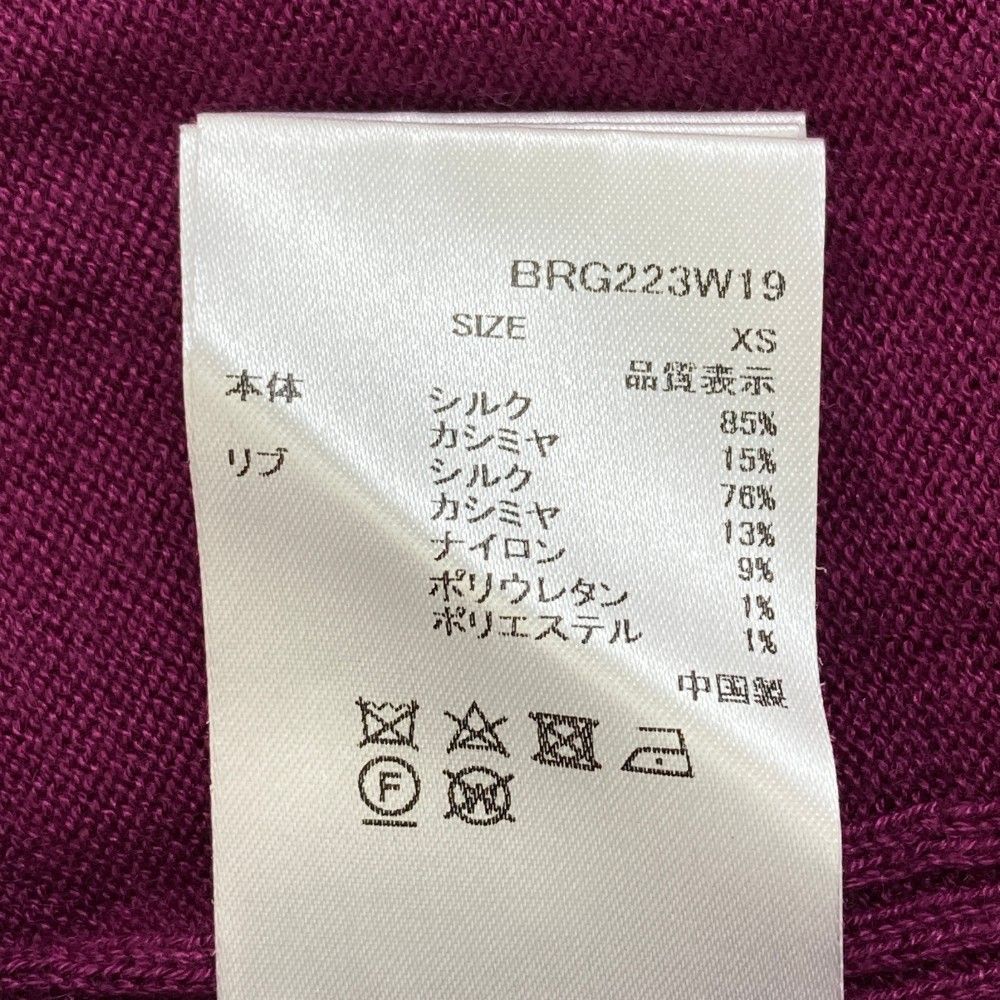 BRG223W19
SIZE XS
品質表示
本体 シルク 85%
カシミヤ 15%
リブ シルク 76%
カシミヤ 13%
ナイロン 9%
ポリウレタン 1%
ポリエステル 1%
中国製
F W